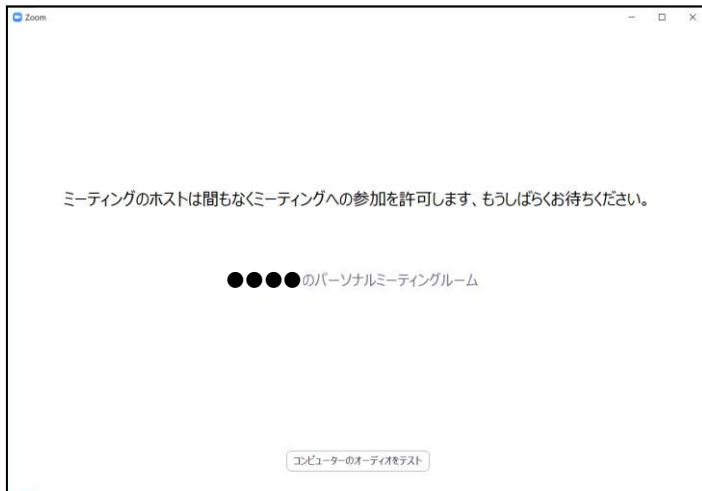 Zoom
ミーティングのホストは間もなくミーティングへの参加を許可します、もうしばらくお待ちください。
●●●●のパーソナルミーティングルーム
コンピューターのオーディオをテスト